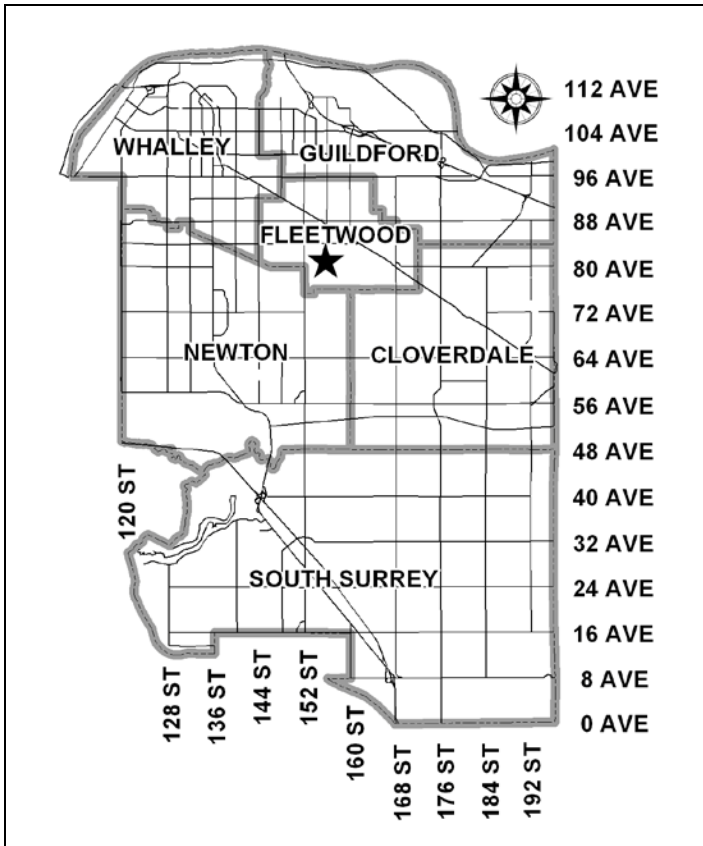 112 AVE
104 AVE
WHALLEY
GUILDFORD
96 AVE
88 AVE
FLEETWOOD
80 AVE
72 AVE
NEWTON
CLOVERDALE
64 AVE
56 AVE
48 AVE
120 ST
40 AVE
32 AVE
SOUTH SURREY
24 AVE
16 AVE
8 AVE
0 AVE
128 ST
136 ST
144 ST
152 ST
160 ST
168 ST
176 ST
184 ST
192 ST